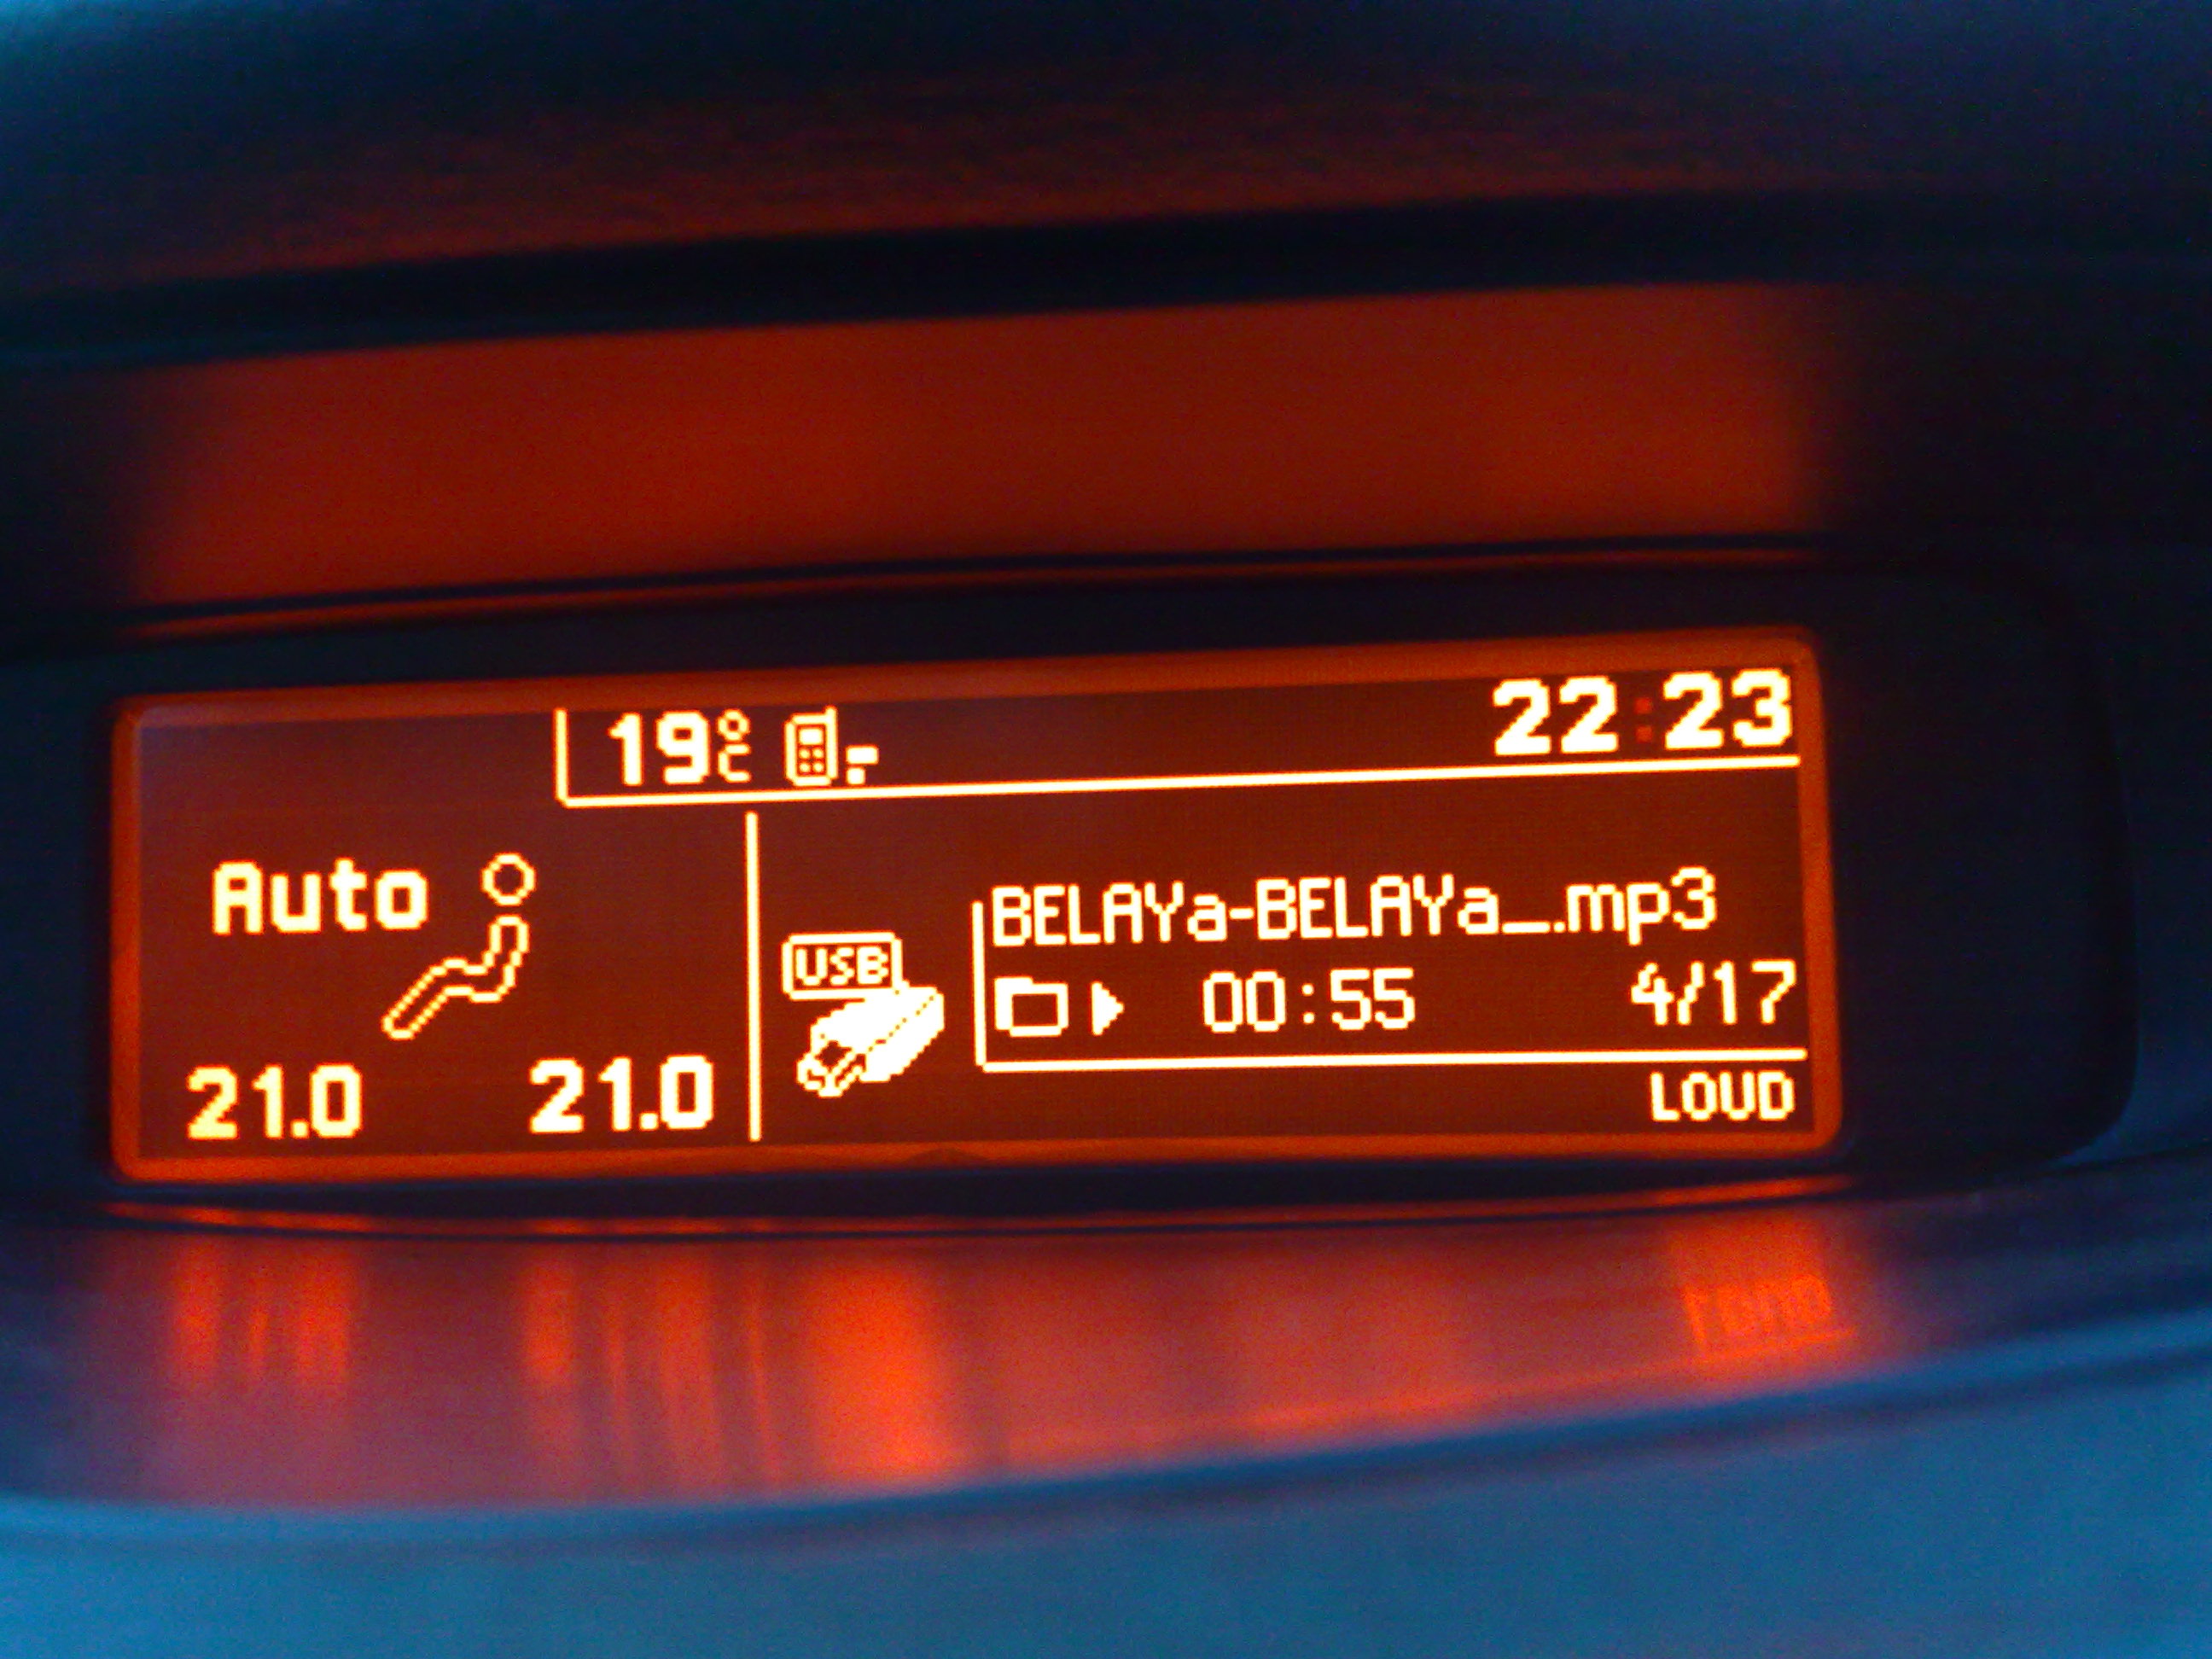 19°C
22:23
Auto
21.0 21.0
USB
BELAYa-BELAYa_.mp3
00:55 4/17
LOUD